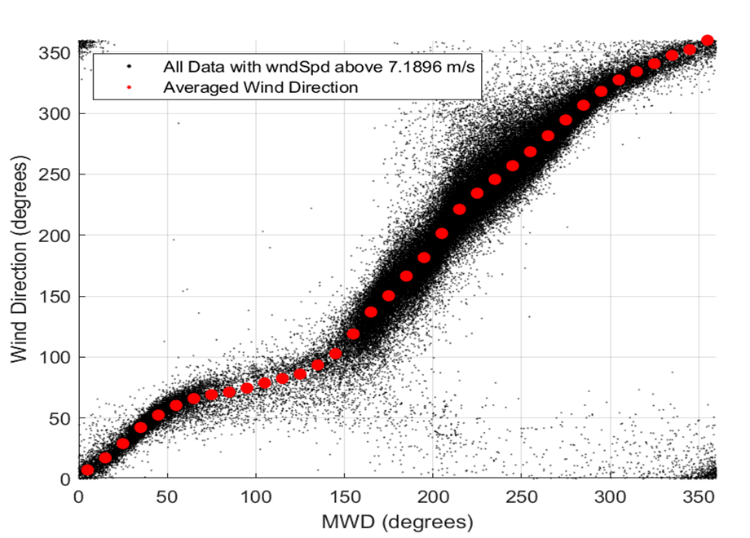 350
300
250
200
150
100
50
0
All Data with wndSpd above 7.1896 m/s
Averaged Wind Direction
Wind Direction (degrees)
0 50 100 150 200 250 300 350
MWD (degrees)